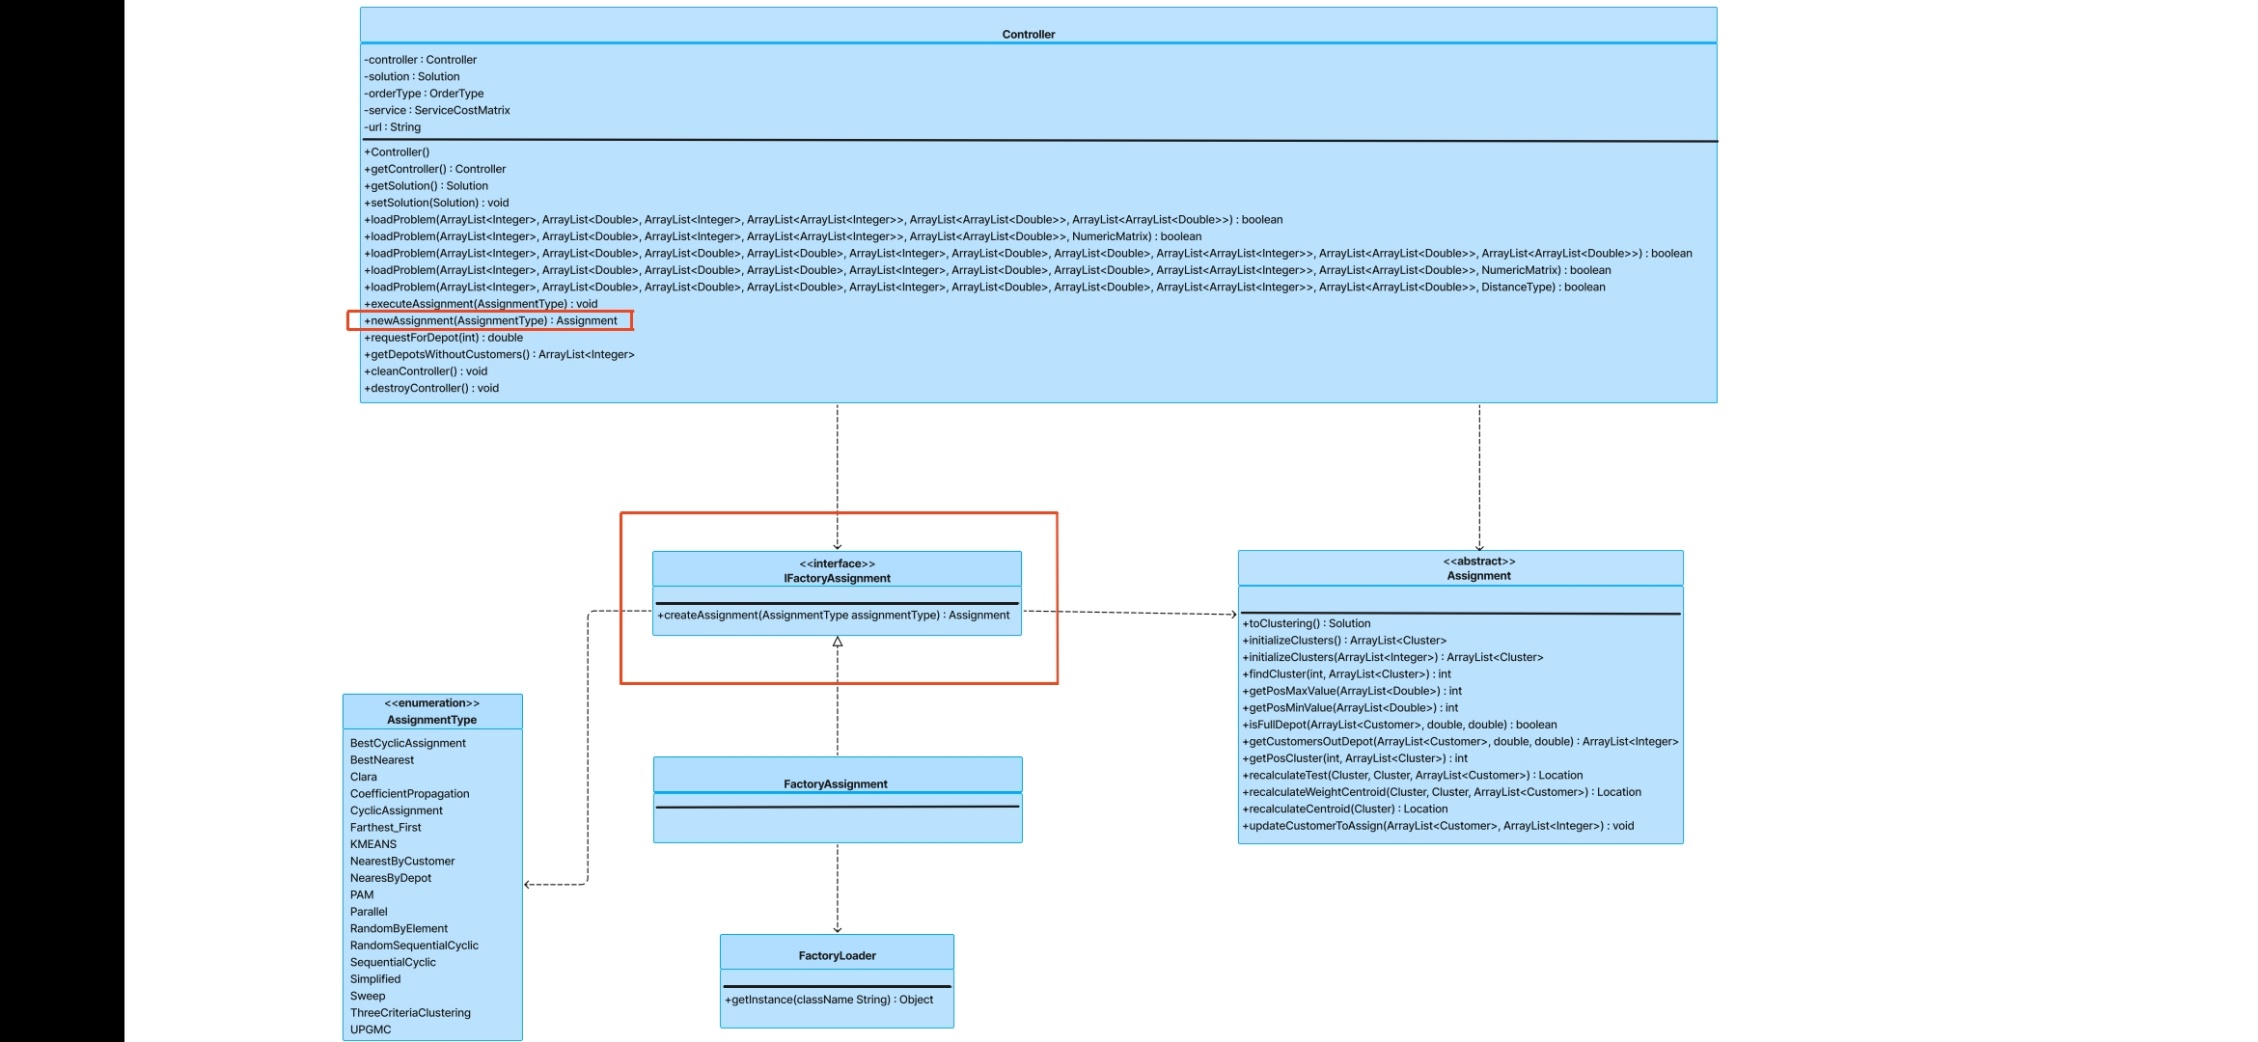 Controller
-controller : Controller
-solution : Solution
-orderType : OrderType
-service : ServiceCostMatrix
-url : String
+Controller()
+getController() : Controller
+getSolution() : Solution
+setSolution(Solution) : void
+loadProblem(ArrayList<Integer>, ArrayList<Double>, ArrayList<Integer>, ArrayList<ArrayList<Integer>>, ArrayList<ArrayList<Double>>, ArrayList<ArrayList<Double>>) : boolean
+loadProblem(ArrayList<Integer>, ArrayList<Double>, ArrayList<Integer>, ArrayList<ArrayList<Integer>>, ArrayList<ArrayList<Double>>, NumericMatrix) : boolean
+loadProblem(ArrayList<Integer>, ArrayList<Double>, ArrayList<Double>, ArrayList<Double>, ArrayList<Integer>, ArrayList<Double>, ArrayList<Double>, ArrayList<ArrayList<Integer>>, ArrayList<ArrayList<Double>>, ArrayList<ArrayList<Double>>) : boolean
+loadProblem(ArrayList<Integer>, ArrayList<Double>, ArrayList<Double>, ArrayList<Double>, ArrayList<Integer>, ArrayList<Double>, ArrayList<Double>, ArrayList<ArrayList<Integer>>, ArrayList<ArrayList<Double>>, NumericMatrix) : boolean
+loadProblem(ArrayList<Integer>, ArrayList<Double>, ArrayList<Double>, ArrayList<Double>, ArrayList<Integer>, ArrayList<Double>, ArrayList<Double>, ArrayList<ArrayList<Integer>>, ArrayList<ArrayList<Double>>, DistanceType) : boolean
+executeAssignment(AssignmentType) : void
+newAssignment(AssignmentType) : Assignment
+requestForDepot(int) : double
+getDepotsWithoutCustomers() : ArrayList<Integer>
+cleanController() : void
+destroyController() : void
<<interface>>
IFactoryAssignment
+createAssignment(AssignmentType assignmentType) : Assignment
<<abstract>>
Assignment
+toClustering() : Solution
+initializeClusters() : ArrayList<Cluster>
+initializeClusters(ArrayList<Integer>) : ArrayList<Cluster>
+findCluster(int, ArrayList<Cluster>) : int
+getPosMaxValue(ArrayList<Double>) : int
+getPosMinValue(ArrayList<Double>) : int
+isFullDepot(ArrayList<Customer>, double, double) : boolean
+getCustomersOutDepot(ArrayList<Customer>, double, double) : ArrayList<Integer>
+getPosCluster(int, ArrayList<Cluster>) : int
+recalculateTest(Cluster, Cluster, ArrayList<Customer>) : Location
+recalculateWeightCentroid(Cluster, Cluster, ArrayList<Customer>) : Location
+recalculateCentroid(Cluster) : Location
+updateCustomerToAssign(ArrayList<Customer>, ArrayList<Integer>) : void
<<enumeration>>
AssignmentType
BestCyclicAssignment
BestNearest
Clara
CoefficientPropagation
CyclicAssignment
Farthest_First
KMEANS
NearestByCustomer
NearesByDepot
PAM
Parallel
RandomByElement
RandomSequentialCyclic
SequentialCyclic
Simplified
Sweep
ThreeCriteriaClustering
UPGMC
FactoryAssignment
FactoryLoader
+getInstance(className String) : Object